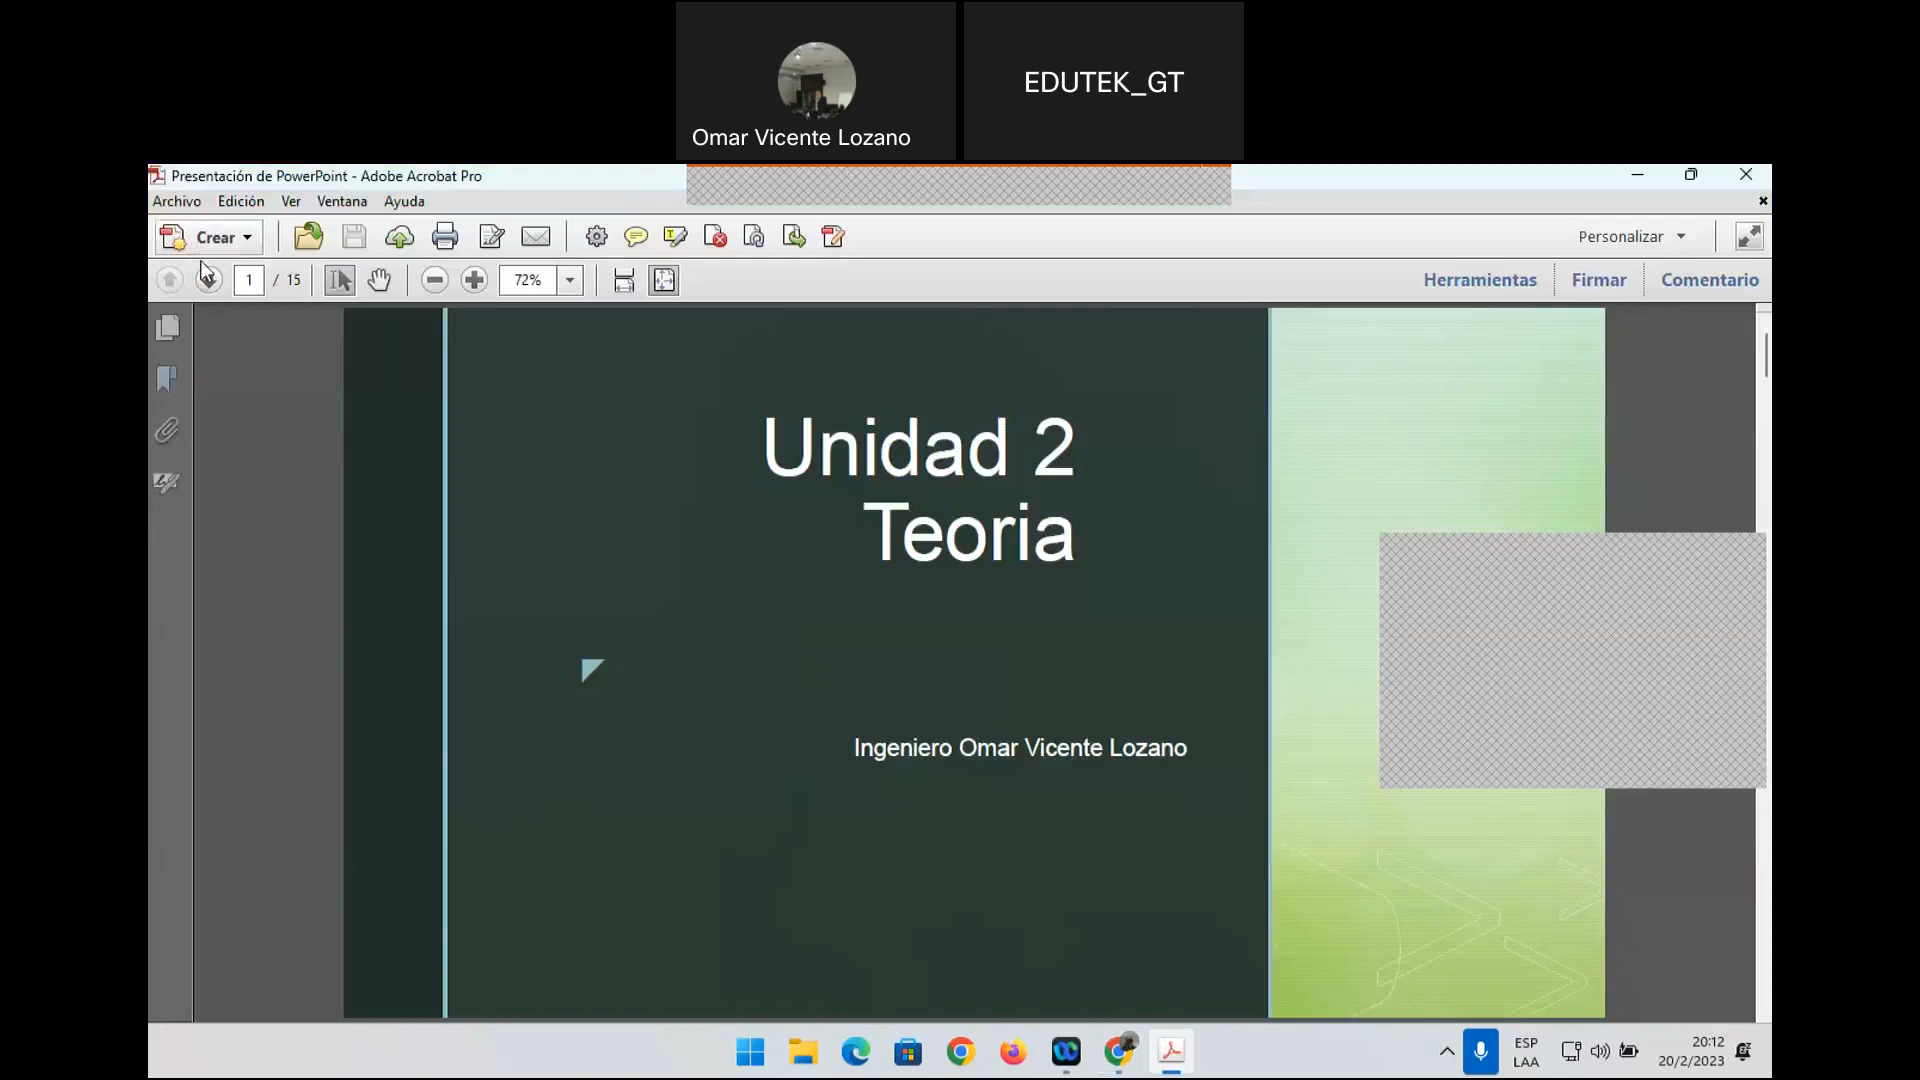 EDUTEK_GT
Omar Vicente Lozano
Presentación de PowerPoint - Adobe Acrobat Pro
Archivo Edición Ver Ventana Ayuda
Crear
Personalizar
1 / 15
72%
Herramientas
Firmar
Comentario
Unidad 2
Teoria
Ingeniero Omar Vicente Lozano
ESP
LAA
20:12
20/2/2023